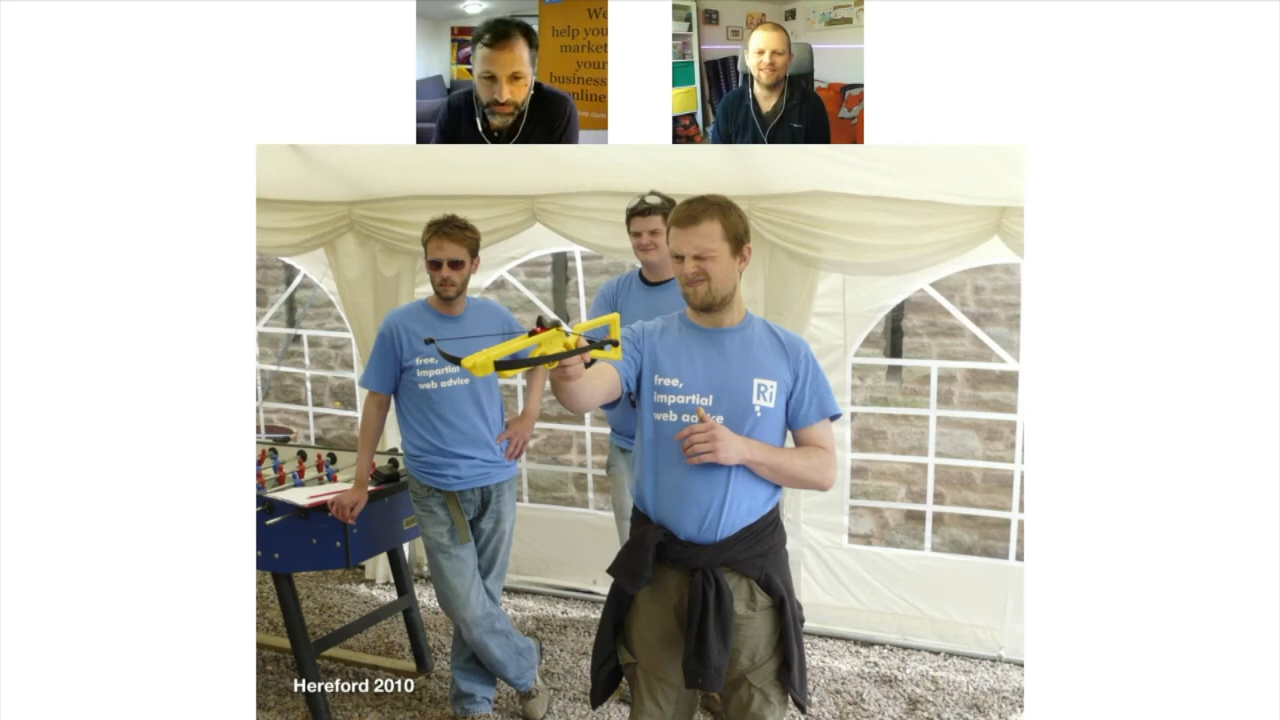 We
help you
market
your
business
online
free,
impartial
web advice
free,
impartial
web advice
Ri
Hereford 2010